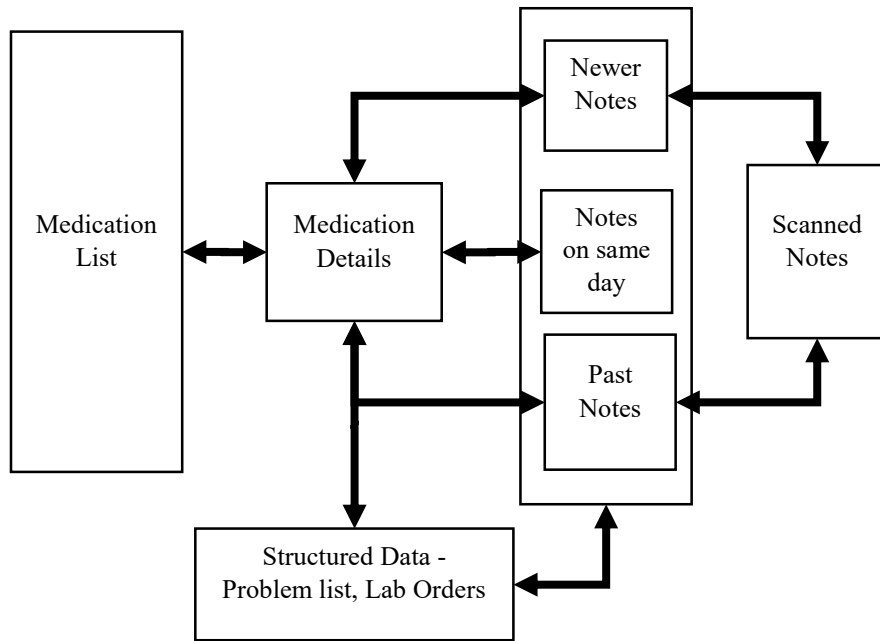 Medication
List
Medication
Details
Newer
Notes
Notes
on same
day
Past
Notes
Scanned
Notes
Structured Data -
Problem list, Lab Orders